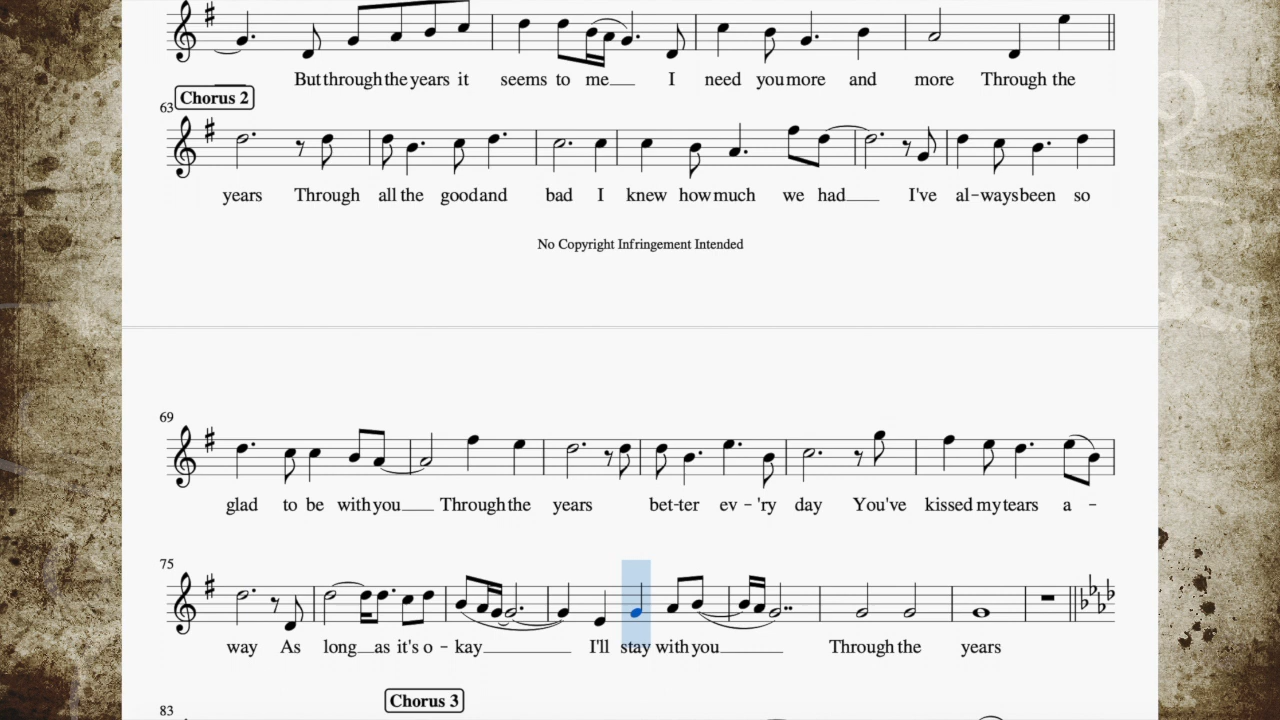 But through the years it seems to me I need you more and more Through the
Chorus 2
63
years Through all the good and bad I knew how much we had I've al-ways been so
No Copyright Infringement Intended
69
glad to be with you Through the years bet-ter ev-'ry day You've kissed my tears a-
75
way As long as it's o-kay I'll stay with you Through the years
Chorus 3
83